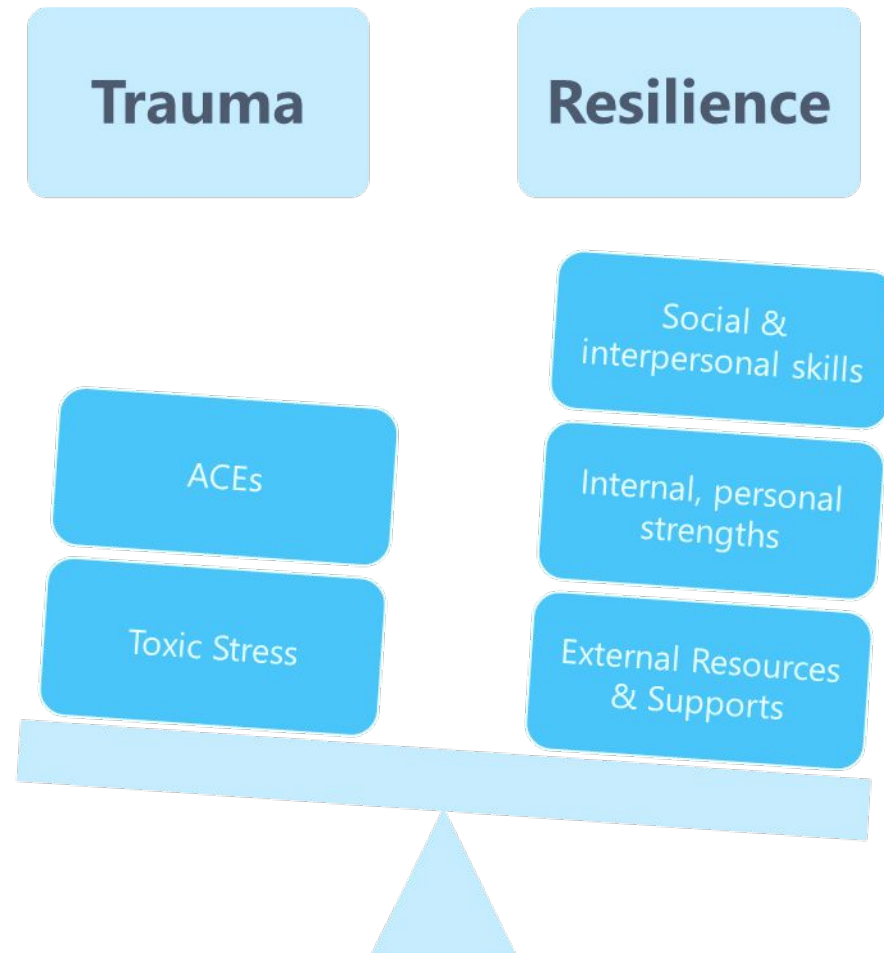 Trauma
Resilience
ACEs
Toxic Stress
Social &
interpersonal skills
Internal, personal
strengths
External Resources
& Supports